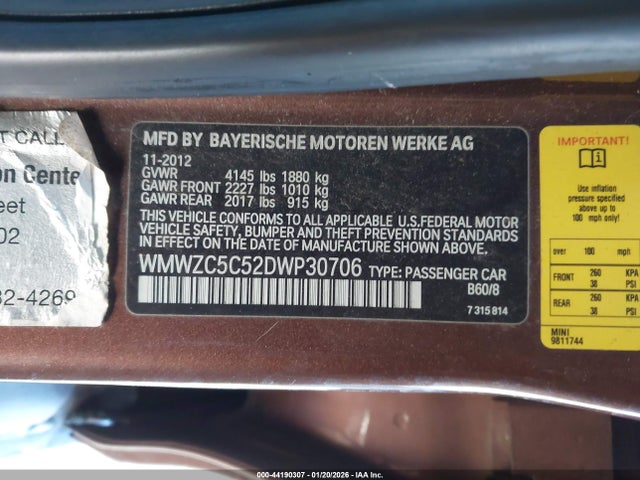 T CALL
on Cente
eet
02
32-4269
MFD BY BAYERISCHE MOTOREN WERKE AG
11-2012
GVWR 4145 lbs 1880 kg
GAWR FRONT 2227 lbs 1010 kg
GAWR REAR 2017 lbs 915 kg
THIS VEHICLE CONFORMS TO ALL APPLICABLE U.S.FEDERAL MOTOR
VEHICLE SAFETY, BUMPER AND THEFT PREVENTION STANDARDS
IN EFFECT ON THE DATE OF MANUFACTURE SHOWN ABOVE.
WMWZC5C52DWP30706 TYPE: PASSENGER CAR
B60/8
7 315 814
IMPORTANT!
Use inflation
pressure specified
above up to
100 mph only!
over 100 mph
FRONT 260 KPA
38 PSI
REAR 260 KPA
38 PSI
MINI
9811744
000-44190307 - 01/20/2026 - IAAI, Inc.